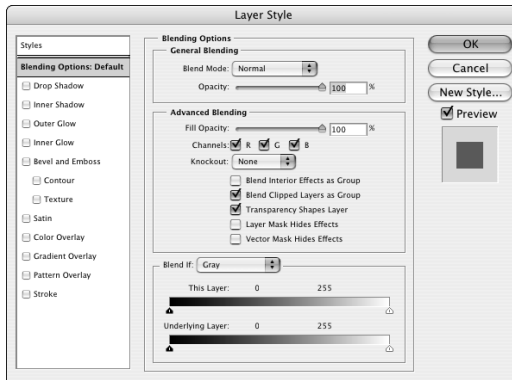 Layer Style
Styles
Blending Options: Default
Drop Shadow
Inner Shadow
Outer Glow
Inner Glow
Bevel and Emboss
Contour
Texture
Satin
Color Overlay
Gradient Overlay
Pattern Overlay
Stroke
Blending Options
General Blending
Blend Mode: Normal
Opacity: 100 %
Advanced Blending
Fill Opacity: 100 %
Channels: R G B
Knockout: None
Blend Interior Effects as Group
Blend Clipped Layers as Group
Transparency Shapes Layer
Layer Mask Hides Effects
Vector Mask Hides Effects
Blend If: Gray
This Layer: 0 255
Underlying Layer: 0 255
OK
Cancel
New Style...
Preview